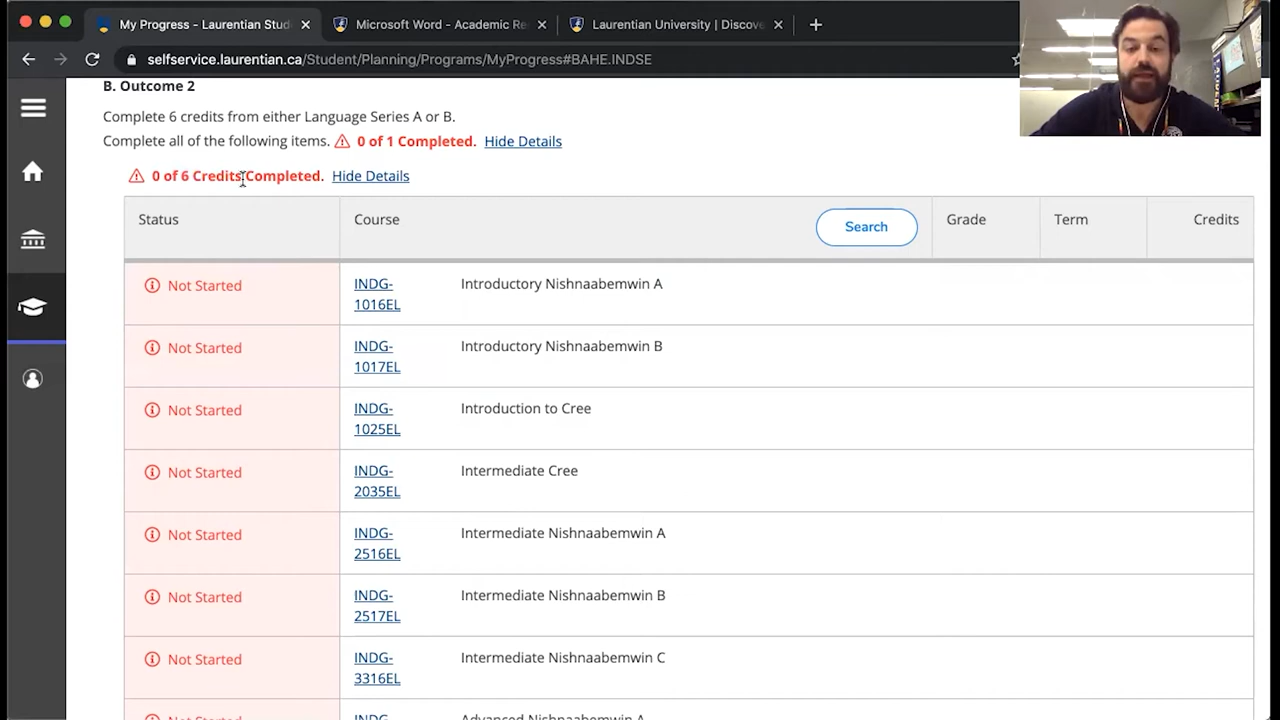 My Progress - Laurentian Stud
Microsoft Word - Academic Re
Laurentian University | Discove
selfservice.laurentian.ca/Student/Planning/Programs/MyProgress#BAHE.INDSE
B. Outcome 2
Complete 6 credits from either Language Series A or B.
Complete all of the following items. 0 of 1 Completed. Hide Details
0 of 6 Credits Completed. Hide Details
Status Course Search Grade Term Credits
Not Started INDG- Introductory Nishnaabemwin A
1016EL
Not Started INDG- Introductory Nishnaabemwin B
1017EL
Not Started INDG- Introduction to Cree
1025EL
Not Started INDG- Intermediate Cree
2035EL
Not Started INDG- Intermediate Nishnaabemwin A
2516EL
Not Started INDG- Intermediate Nishnaabemwin B
2517EL
Not Started INDG- Intermediate Nishnaabemwin C
3316EL
Not Started INDG- Advanced Nishnaabemwin A